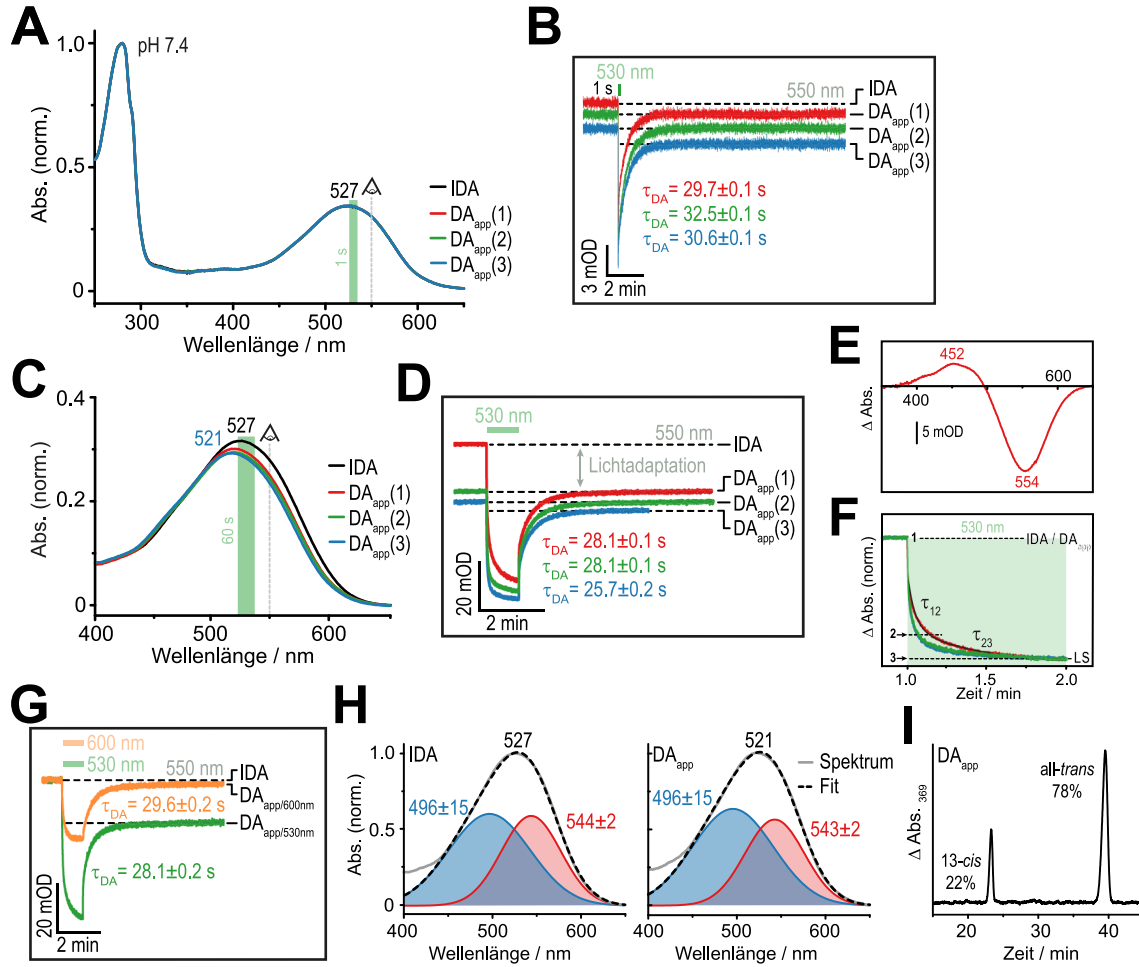 A
Abs. (norm.)
1.0
0.5
0
pH 7.4
527
1 s
IDA
DAapp(1)
DAapp(2)
DAapp(3)
300
400
500
600
Wellenlänge / nm
B
530 nm
1 s
550 nm
IDA
DAapp(1)
DAapp(2)
DAapp(3)
τDA= 29.7±0.1 s
τDA= 32.5±0.1 s
τDA= 30.6±0.1 s
3 mOD
2 min
C
Abs. (norm.)
0.4
0.2
0
527
521
60 s
IDA
DAapp(1)
DAapp(2)
DAapp(3)
400
500
600
Wellenlänge / nm
D
530 nm
550 nm
IDA
Lichtadaptation
DAapp(1)
DAapp(2)
DAapp(3)
τDA= 28.1±0.1 s
τDA= 28.1±0.1 s
τDA= 25.7±0.2 s
20 mOD
2 min
E
Δ Abs.
452
600
400
5 mOD
554
F
Δ Abs. (norm.)
530 nm
1
IDA / DAapp
τ12
2
τ23
3
LS
1.0
1.5
2.0
Zeit / min
G
600 nm
530 nm
550 nm
IDA
DAapp/600nm
τDA= 29.6±0.2 s
DAapp/530nm
τDA= 28.1±0.2 s
20 mOD
2 min
H
Abs. (norm.)
1.0
0.5
0
IDA
527
496±15
544±2
400
500
600
Wellenlänge / nm
DAapp
521
Spektrum
Fit
496±15
543±2
400
500
600
Wellenlänge / nm
I
Δ Abs.369
DAapp
all-trans
78%
13-cis
22%
20
30
40
Zeit / min